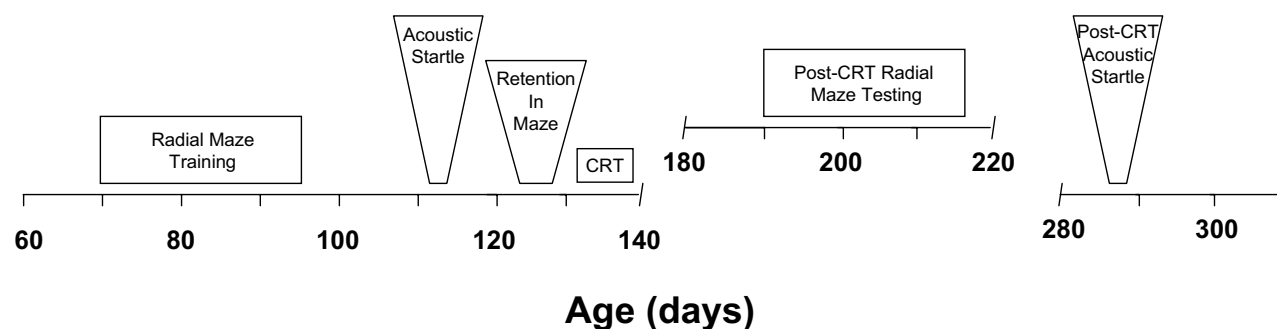 Radial Maze
Training
Acoustic
Startle
Retention
In
Maze
CRT
Post-CRT Radial
Maze Testing
Post-CRT
Acoustic
Startle
60 80 100 120 140
180 200 220
280 300
Age (days)